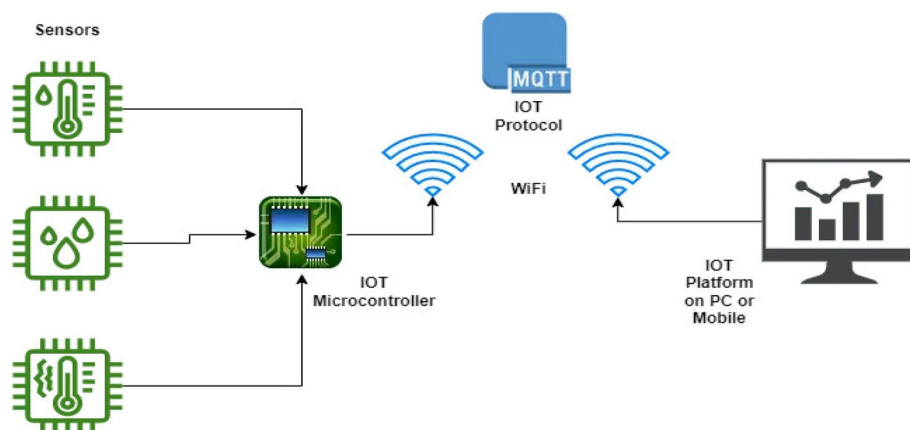 Sensors
MQTT
IOT
Protocol
WiFi
IOT
Microcontroller
IOT
Platform
on PC or
Mobile